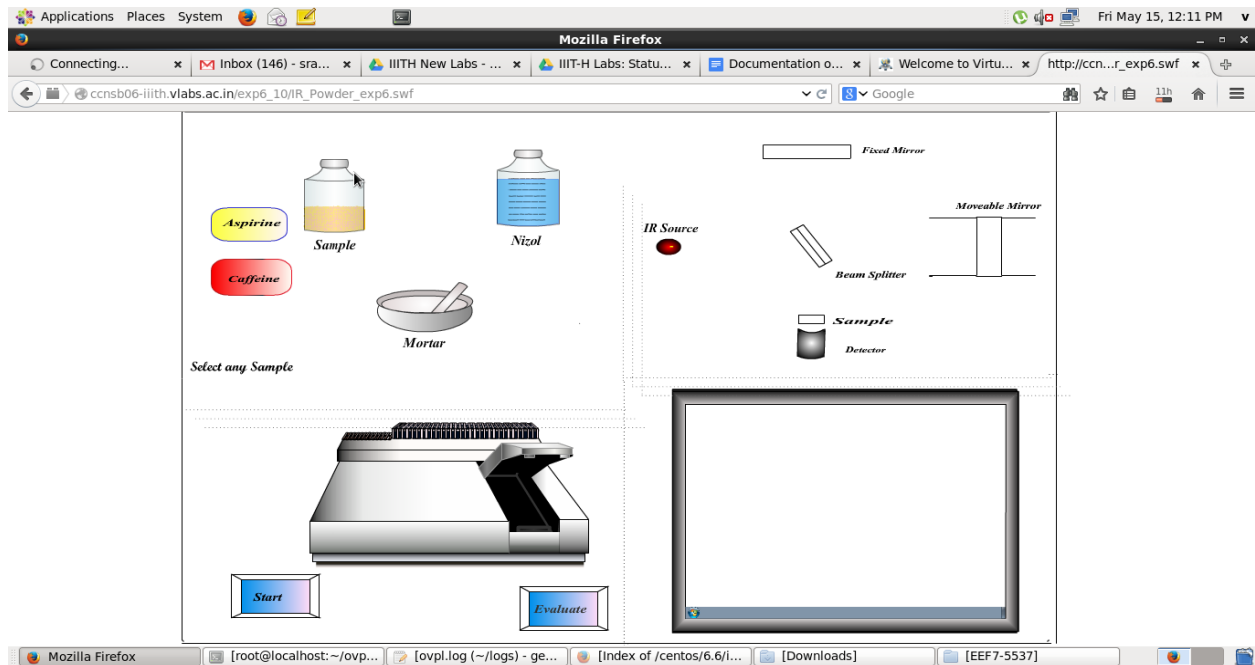 Applications Places System Fri May 15, 12:11 PM v
Mozilla Firefox
Connecting... Inbox (146) - sra... IIITH New Labs - ... IIIT-H Labs: Statu... Documentation o... Welcome to Virtu... http://ccn...r_exp6.swf
ccnsb06-iiith.vlabs.ac.in/exp6_10/IR_Powder_exp6.swf Google 11h
Fixed Mirror
Moveable Mirror
Aspirine
IR Source
Sample
Nizol
Caffeine
Beam Splitter
Sample
Mortar
Detector
Select any Sample
Start
Evaluate
Mozilla Firefox [root@localhost:~/ovp... [ovpl.log (~/logs) - ge... [Index of /centos/6.6/i... [Downloads] [EEF7-5537]